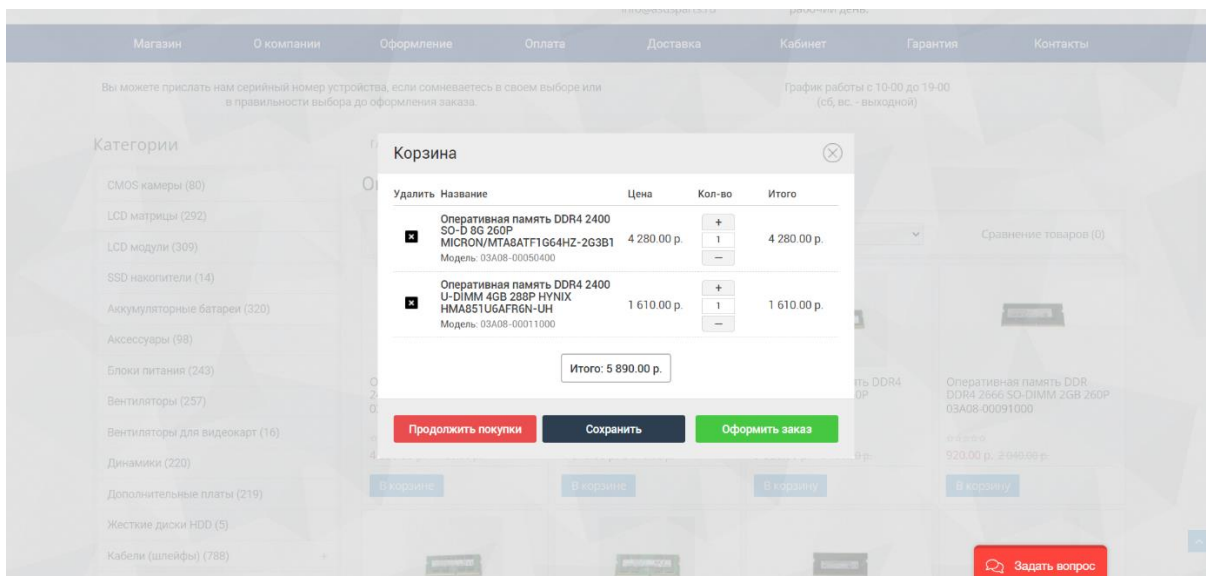 Магазин
О компании
Оформление
Оплата
Доставка
Кабинет
Гарантия
Контакты
Вы можете прислать нам серийный номер устройства, если сомневаетесь в своем выборе или
в правильности выбора до оформления заказа.
График работы с 10-00 до 19-00
(сб, вс. - выходной)
Категории
CMOS камеры (80)
LCD матрицы (292)
LCD модули (309)
SSD накопители (14)
Аккумуляторные батареи (320)
Аксессуары (98)
Блоки питания (243)
Вентиляторы (257)
Вентиляторы для видеокарт (16)
Динамики (220)
Дополнительные платы (219)
Жесткие диски HDD (5)
Кабели (шлейфы) (788)
Корзина
Удалить Название Цена Кол-во Итого
Оперативная память DDR4 2400
SO-D 8G 260P
MICRON/MTA8ATF1G64HZ-2G3B1
Модель: 03A08-00050400
4 280.00 р.
+
1
—
4 280.00 р.
Оперативная память DDR4 2400
U-DIMM 4GB 288P HYNIX
HMA851U6AFR6N-UH
Модель: 03A08-00011000
1 610.00 р.
+
1
—
1 610.00 р.
Итого: 5 890.00 р.
Продолжить покупки
Сохранить
Оформить заказ
Сравнение товаров (0)
Оперативная память DDR
DDR4 2666 SO-DIMM 2GB 260P
03A08-00091000
920.00 р. 2 040.00 р.
В корзине
В корзине
В корзину
В корзину
Задать вопрос